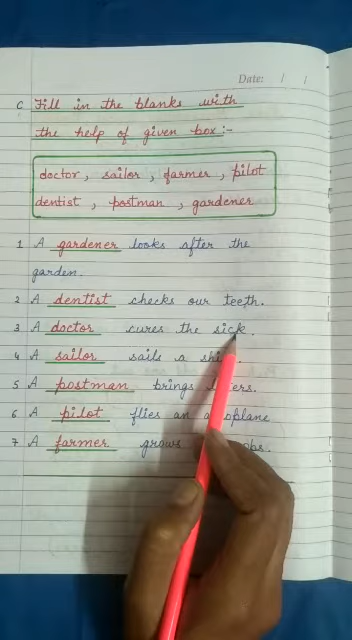 Date: / /
C Fill in the blanks with
the help of given box:-
doctor, sailor, farmer, pilot
dentist, postman, gardener
1 A gardener looks after the
garden.
2 A dentist checks our teeth.
3 A doctor cures the sick.
4 A sailor sails a
5 A postman brings
6 A pilot flies an
7 A farmer grows